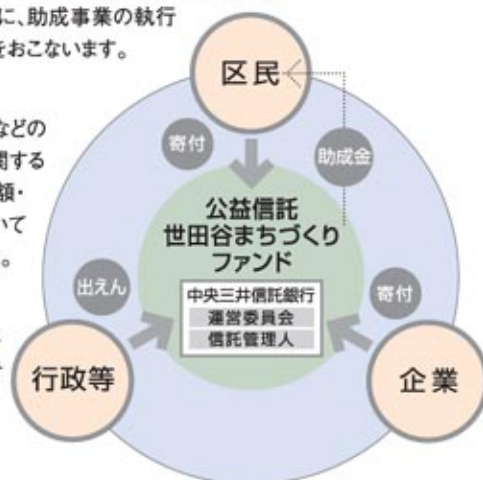 に、助成事業の執行
をおこないます。
などの
関する
額・
いて
。
区民
寄付
助成金
公益信託
世田谷まちづくり
ファンド
中央三井信託銀行
運営委員会
信託管理人
出えん
寄付
行政等
企業